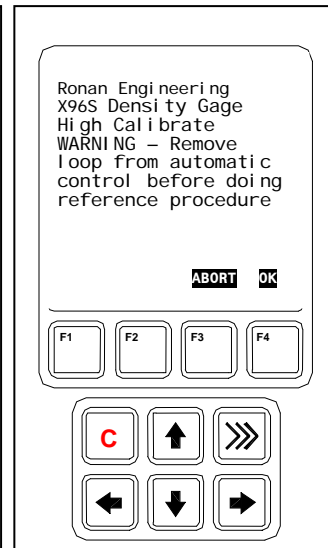 Ronan Engineering
X96S Density Gage
High Calibrate
WARNING – Remove
loop from automatic
control before doing
reference procedure
ABORT OK
F1 F2 F3 F4
C